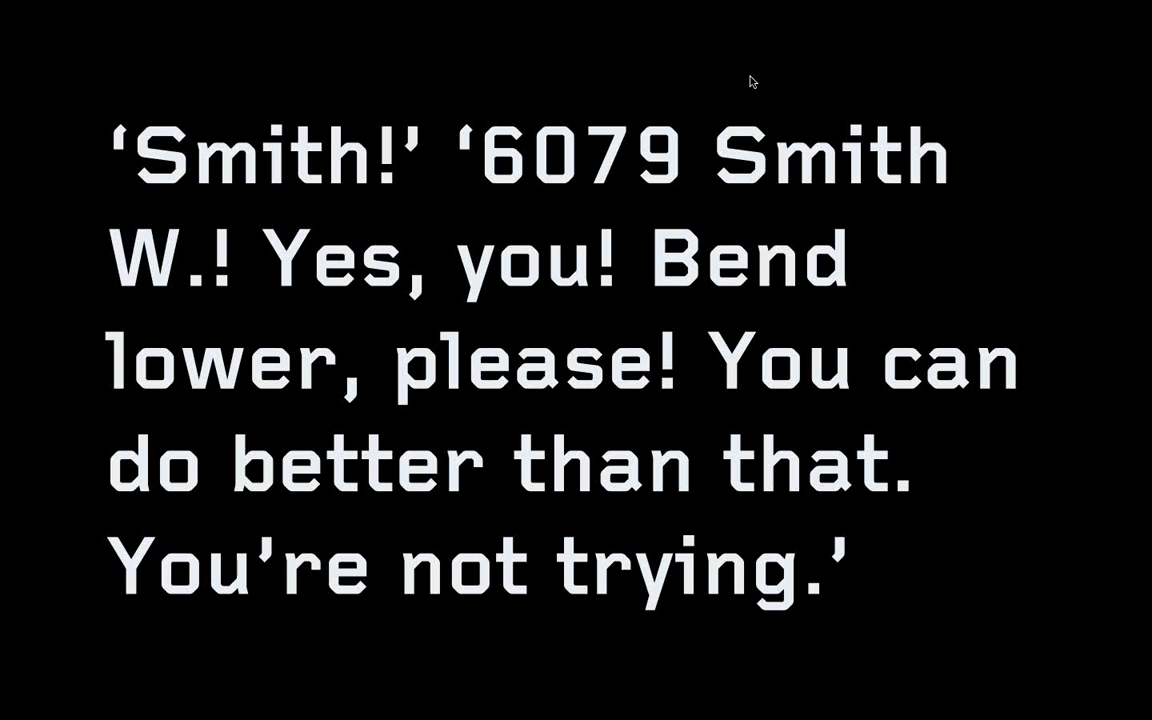 ‘Smith!’ ‘6079 Smith
W.! Yes, you! Bend
lower, please! You can
do better than that.
You’re not trying.’